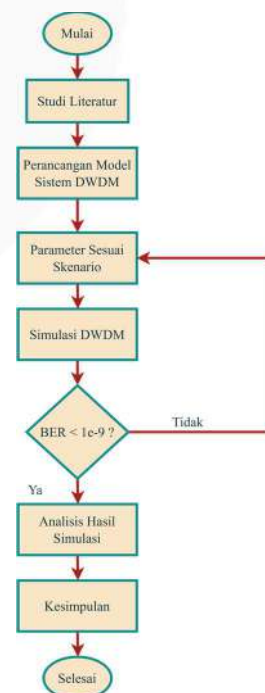 Mulai
Studi Literatur
Perancangan Model
Sistem DWDM
Parameter Sesuai
Skenario
Simulasi DWDM
BER < 1e-9 ?
Tidak
Ya
Analisis Hasil
Simulasi
Kesimpulan
Selesai